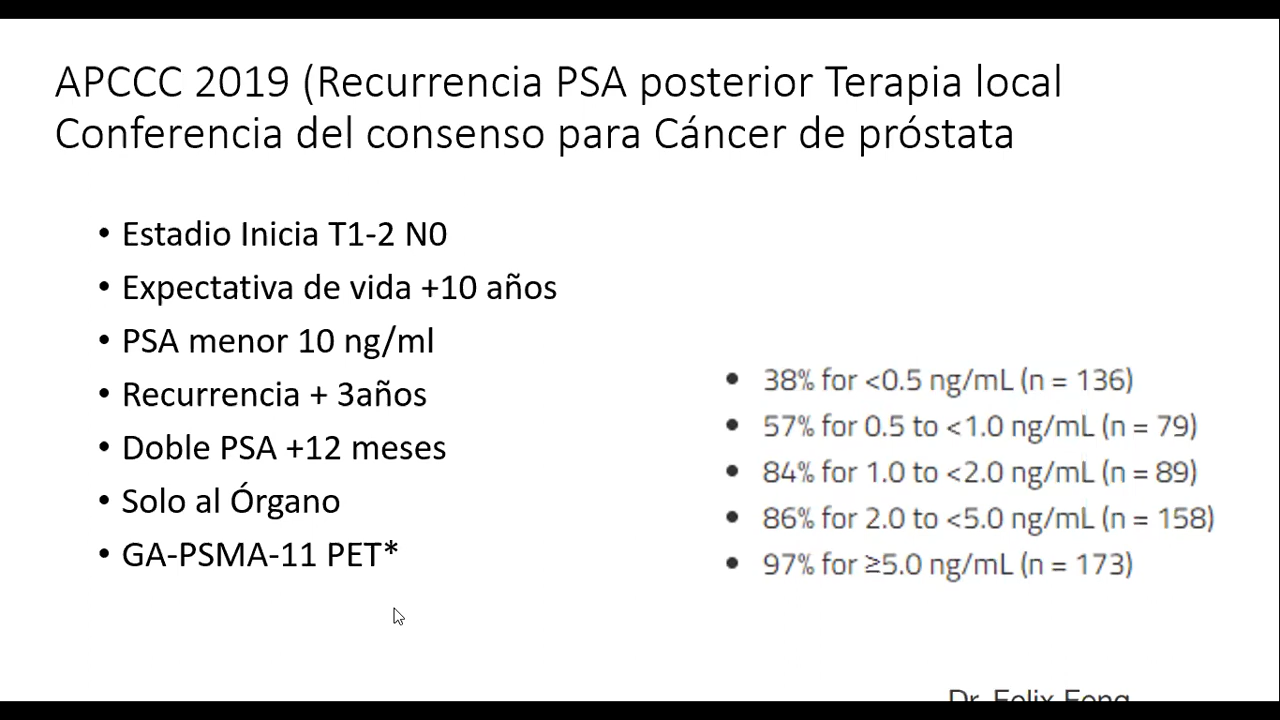 APCCC 2019 (Recurrencia PSA posterior Terapia local
Conferencia del consenso para Cáncer de próstata
• Estadio Inicia T1-2 N0
• Expectativa de vida +10 años
• PSA menor 10 ng/ml
• Recurrencia + 3años
• Doble PSA +12 meses
• Solo al Órgano
• GA-PSMA-11 PET*
• 38% for <0.5 ng/mL (n = 136)
• 57% for 0.5 to <1.0 ng/mL (n = 79)
• 84% for 1.0 to <2.0 ng/mL (n = 89)
• 86% for 2.0 to <5.0 ng/mL (n = 158)
• 97% for ≥5.0 ng/mL (n = 173)
Dr. Felix Feng